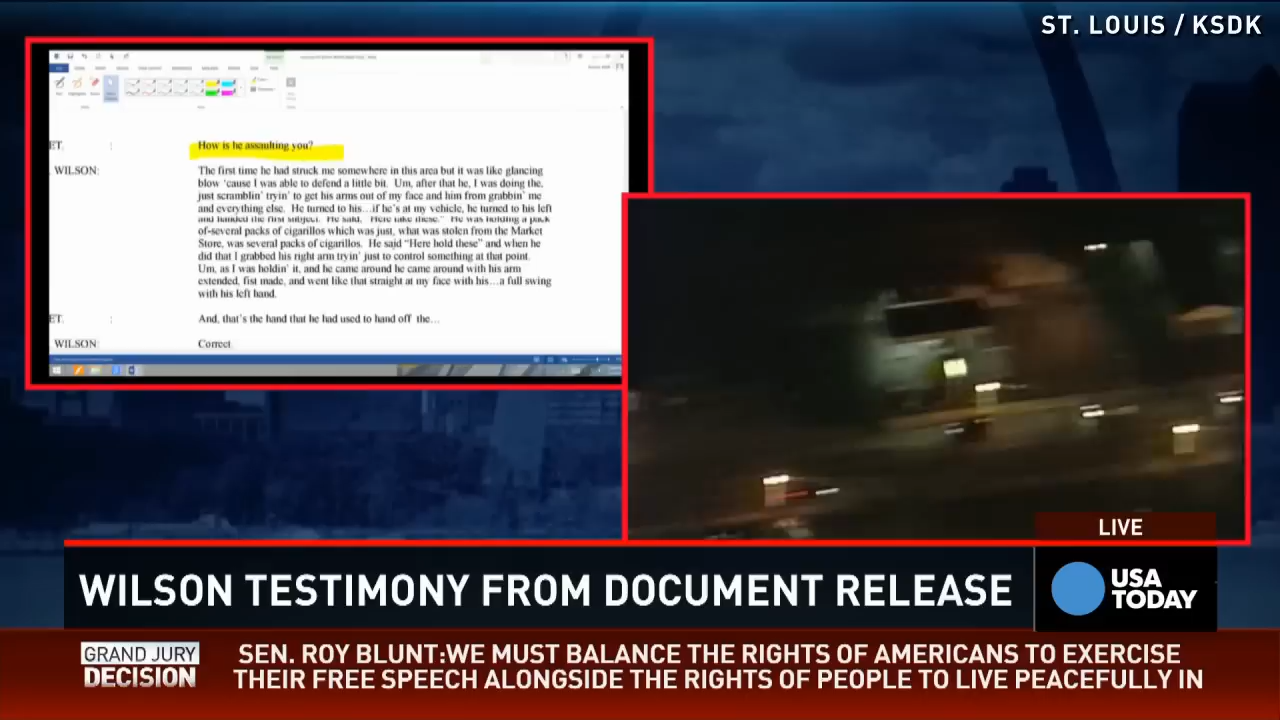 ST. LOUIS / KSDK
ET. :
How is he assaulting you?
WILSON:
The first time he had struck me somewhere in this area but it was like glancing
blow 'cause I was able to defend a little bit. Um, after that he, I was doing the,
just scramblin' tryin' to get his arms out of my face and him from grabbin' me
and everything else. He turned to his…if he's at my vehicle, he turned to his left
and handed the first subject. He said, "Here take these." He was holding a pack
of-several packs of cigarillos which was just, what was stolen from the Market
Store, was several packs of cigarillos. He said "Here hold these" and when he
did that I grabbed his right arm tryin' just to control something at that point.
Um, as I was holdin' it, and he came around he came around with his arm
extended, fist made, and went like that straight at my face with his…a full swing
with his left hand.
ET. :
And, that's the hand that he had used to hand off the…
WILSON:
Correct.
LIVE
WILSON TESTIMONY FROM DOCUMENT RELEASE
USA
TODAY
GRAND JURY
DECISION
SEN. ROY BLUNT:WE MUST BALANCE THE RIGHTS OF AMERICANS TO EXERCISE
THEIR FREE SPEECH ALONGSIDE THE RIGHTS OF PEOPLE TO LIVE PEACEFULLY IN